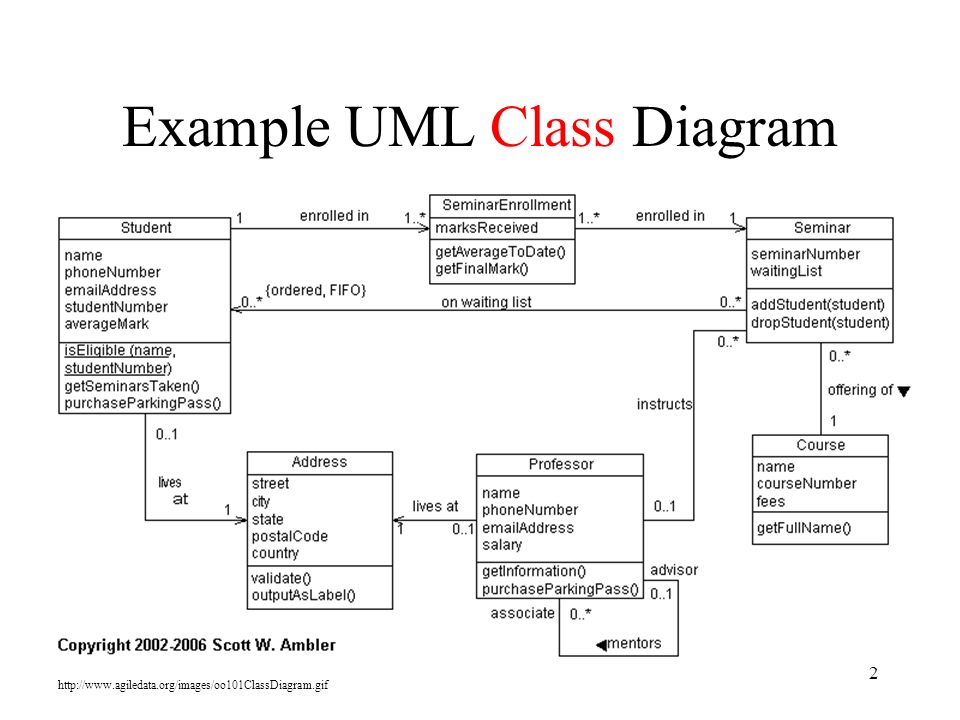 Example UML Class Diagram
Student
name
phoneNumber
emailAddress
studentNumber
averageMark
isEligible (name,
studentNumber)
getSeminarsTaken()
purchaseParkingPass()
1
enrolled in
1..*
SeminarEnrollment
marksReceived
getAverageToDate()
getFinalMark()
1..*
enrolled in
1
Seminar
seminarNumber
waitingList
addStudent(student)
dropStudent(student)
0..*
{ordered, FIFO}
on waiting list
0..*
0..*
instructs
0..1
0..*
offering of
1
Course
name
courseNumber
fees
getFullName()
0..1
lives
at
1
Address
street
city
state
postalCode
country
validate()
outputAsLabel()
lives at
1
0..1
Professor
name
phoneNumber
emailAddress
salary
getInformation()
purchaseParkingPass()
advisor
0..1
associate
0..*
mentors
Copyright 2002-2006 Scott W. Ambler
http://www.agiledata.org/images/oo101ClassDiagram.gif
2